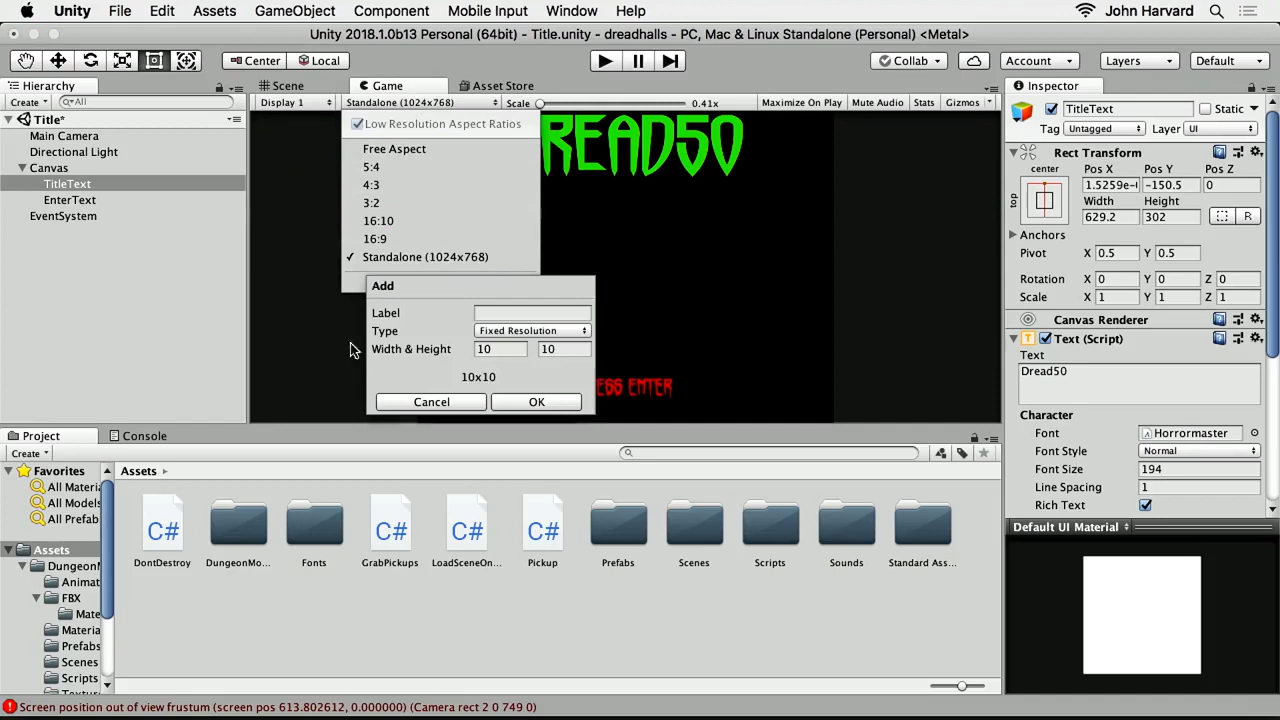 Unity File Edit Assets GameObject Component Mobile Input Window Help John Harvard
Unity 2018.1.0b13 Personal (64bit) - Title.unity - dreadhalls - PC, Mac & Linux Standalone (Personal) <Metal>
Center Local Collab Account Layers Default
Hierarchy Scene Game Asset Store Inspector
Create All Display 1 Standalone (1024x768) Scale 0.41x Maximize On Play Mute Audio Stats Gizmos
TitleText Static
Tag Untagged Layer UI
Title*
Main Camera
Directional Light
Canvas
TitleText
EnterText
EventSystem
Low Resolution Aspect Ratios
Free Aspect
5:4
4:3
3:2
16:10
16:9
Standalone (1024x768)
READ50
Add
Label
Type Fixed Resolution
Width & Height 10 10
10x10
Cancel OK
ESS ENTER
Rect Transform
center Pos X Pos Y Pos Z
top 1.5259e- -150.5 0
Width Height
629.2 302 R
Anchors
Pivot X 0.5 Y 0.5
Rotation X 0 Y 0 Z 0
Scale X 1 Y 1 Z 1
Canvas Renderer
Text (Script)
Text
Dread50
Character
Font Horrormaster
Font Style Normal
Font Size 194
Line Spacing 1
Rich Text
Default UI Material
Project Console
Create
Favorites
All Materia
All Models
All Prefab
Assets
DungeonM
Animat
FBX
Mate
Materia
Prefabs
Scenes
Scripts
Textur
Assets
C# C# C# C#
DontDestroy DungeonMo... Fonts GrabPickups LoadSceneOn... Pickup Prefabs Scenes Scripts Sounds Standard Ass...
Screen position out of view frustum (screen pos 613.802612, 0.000000) (Camera rect 2 0 749 0)